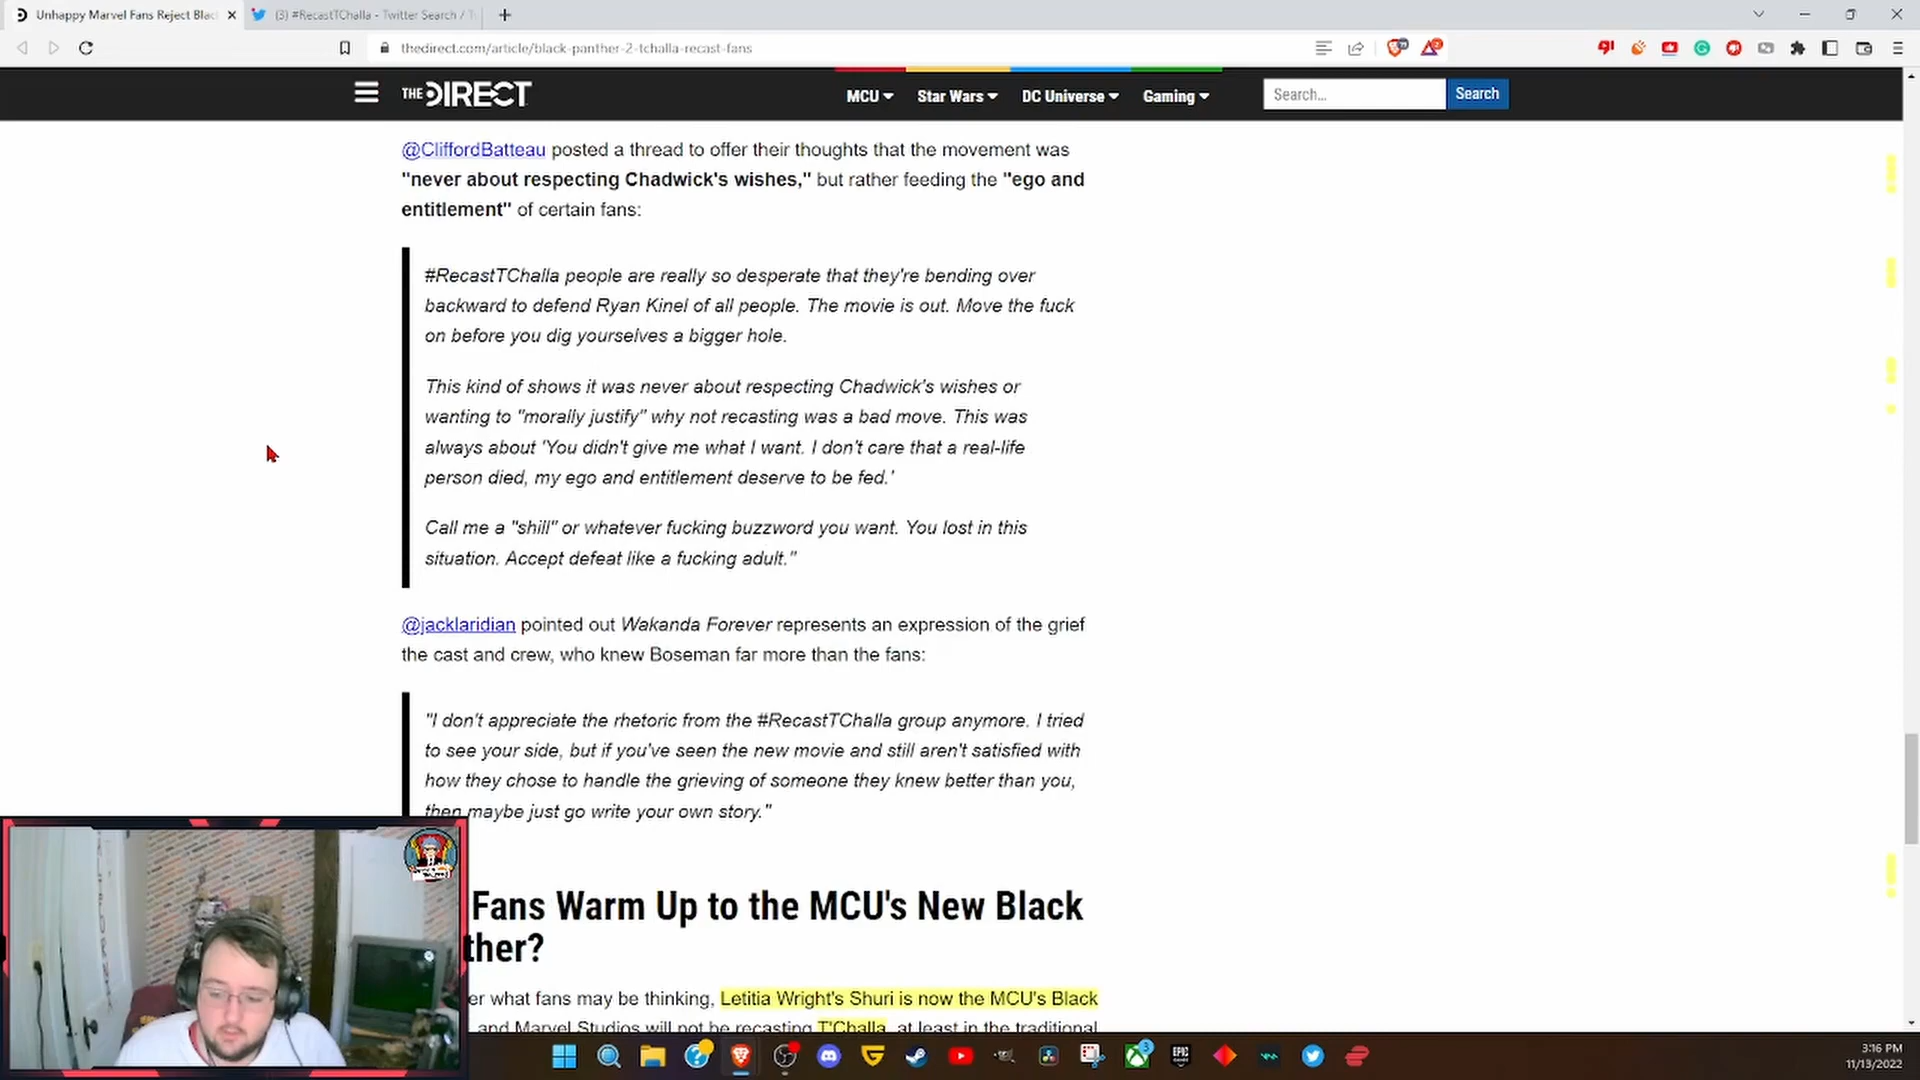 Unhappy Marvel Fans Reject Blac
(3) #RecastTChalla - Twitter Search / T
thedirect.com/article/black-panther-2-tchalla-recast-fans
THE DIRECT
MCU
Star Wars
DC Universe
Gaming
Search...
Search
@CliffordBatteau posted a thread to offer their thoughts that the movement was
"never about respecting Chadwick's wishes," but rather feeding the "ego and
entitlement" of certain fans:
#RecastTChalla people are really so desperate that they're bending over
backward to defend Ryan Kinel of all people. The movie is out. Move the fuck
on before you dig yourselves a bigger hole.
This kind of shows it was never about respecting Chadwick's wishes or
wanting to "morally justify" why not recasting was a bad move. This was
always about 'You didn't give me what I want. I don't care that a real-life
person died, my ego and entitlement deserve to be fed.'
Call me a "shill" or whatever fucking buzzword you want. You lost in this
situation. Accept defeat like a fucking adult."
@jacklaridian pointed out Wakanda Forever represents an expression of the grief
the cast and crew, who knew Boseman far more than the fans:
"I don't appreciate the rhetoric from the #RecastTChalla group anymore. I tried
to see your side, but if you've seen the new movie and still aren't satisfied with
how they chose to handle the grieving of someone they knew better than you,
then maybe just go write your own story."
Fans Warm Up to the MCU's New Black
ther?
er what fans may be thinking, Letitia Wright's Shuri is now the MCU's Black
and Marvel Studios will not be recasting T'Challa, at least in the traditional
3:16 PM
11/13/2022